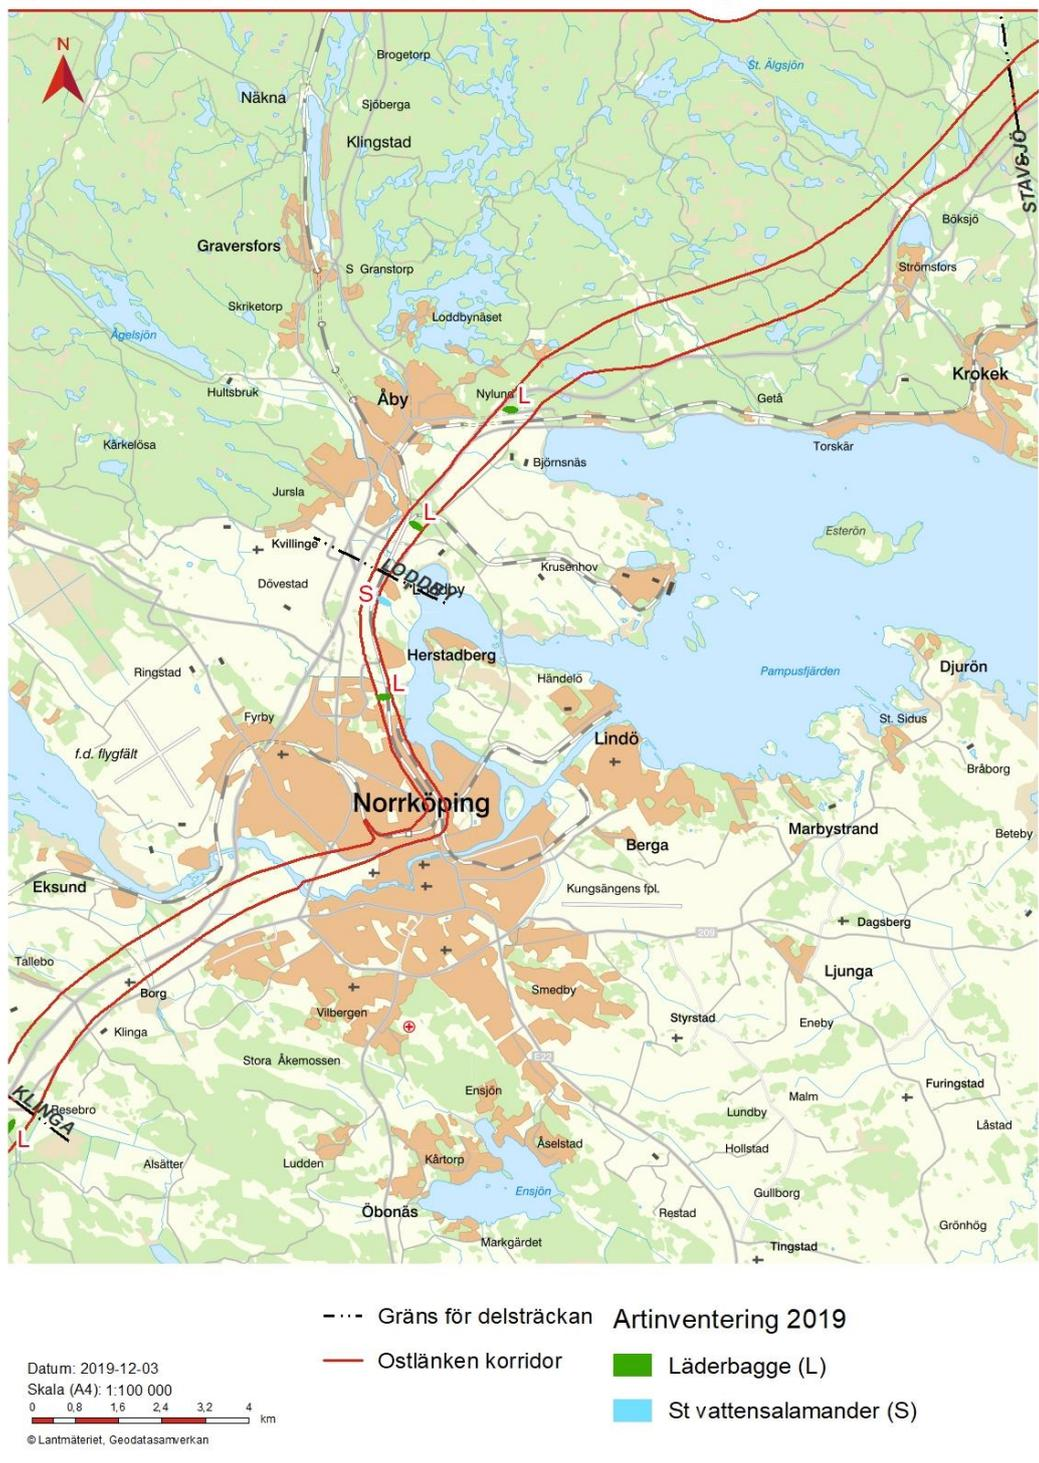 N
Brogetorp
St. Älgsjön
Näkna
Sjöberga
Klingstad
STAVSJÖ
Böksjö
Graversfors
S Granstorp
Strömsfors
Skriketorp
Loddbynäset
Ågelsjön
Krokek
Hultsbruk
Åby
Nylund
L
Getå
Kårkelösa
Torskär
Björnsnäs
Jursla
L
Esterön
Kvillinge
LODDBY
Krusenhov
Dövestad
S
Loddby
Herstadberg
Ringstad
Pampusfjärden
Djurön
Händelö
L
Fyrby
St. Sidus
Lindö
f.d. flygfält
Bråborg
Norrköping
Marbystrand
Beteby
Berga
Eksund
Kungsängens fpl.
Dagsberg
209
Tallebo
Ljunga
Borg
Smedby
Vilbergen
Styrstad
Eneby
Klinga
Stora Åkemossen
E22
Furingstad
Ensjön
Malm
KLINGA
Besebro
Lundby
Låstad
L
Åselstad
Hollstad
Alsätter
Ludden
Kårtorp
Ensjön
Gullborg
Öbonäs
Restad
Grönhög
Markgärdet
Tingstad
Gräns för delsträckan
Ostlänken korridor
Artinventering 2019
Läderbagge (L)
St vattensalamander (S)
Datum: 2019-12-03
Skala (A4): 1:100 000
0 0,8 1,6 2,4 3,2 4
km
© Lantmäteriet, Geodatasamverkan